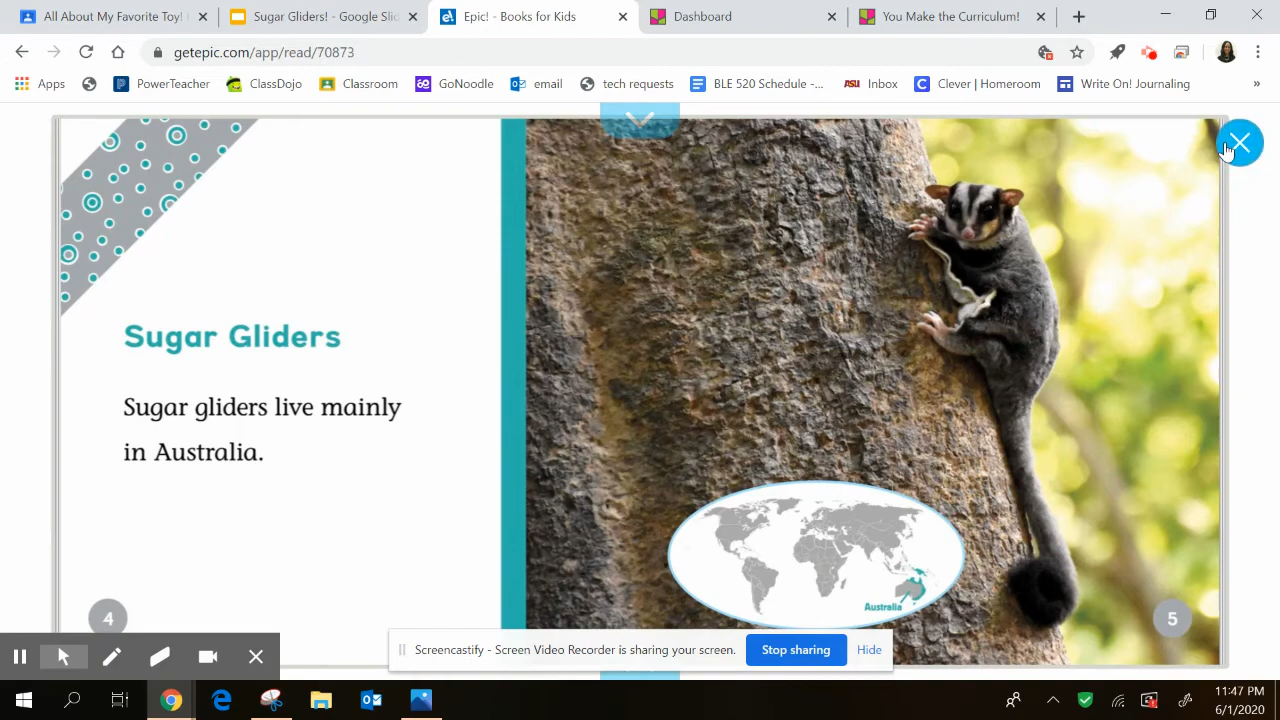 All About My Favorite Toy!
Sugar Gliders! - Google Slid
Epic! - Books for Kids
Dashboard
You Make the Curriculum!
getepic.com/app/read/70873
Apps
PowerTeacher
ClassDojo
Classroom
GoNoodle
email
tech requests
BLE 520 Schedule -...
ASU Inbox
Clever | Homeroom
Write On! Journaling
»
Sugar Gliders
Sugar gliders live mainly
in Australia.
Australia
4
5
Screencastify - Screen Video Recorder is sharing your screen.
Stop sharing
Hide
11:47 PM
6/1/2020